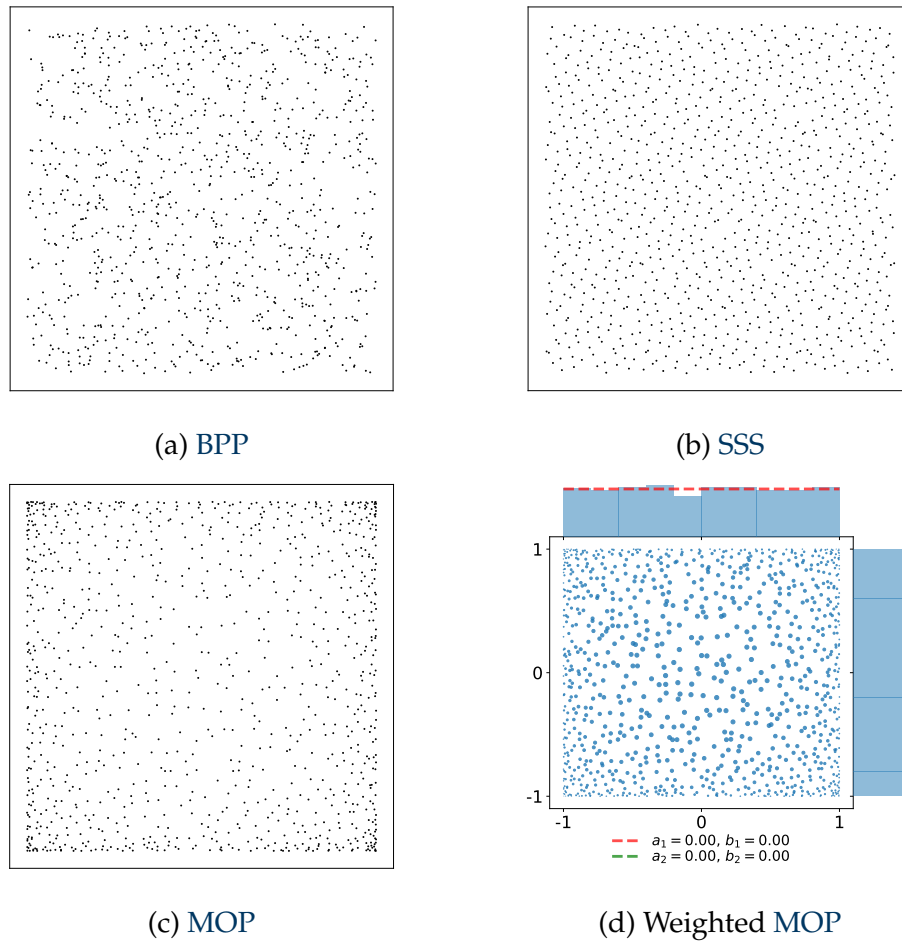 (a) BPP
(b) SSS
(c) MOP
1
0
-1
-1
0
1
a₁ = 0.00, b₁ = 0.00
a₂ = 0.00, b₂ = 0.00
(d) Weighted MOP